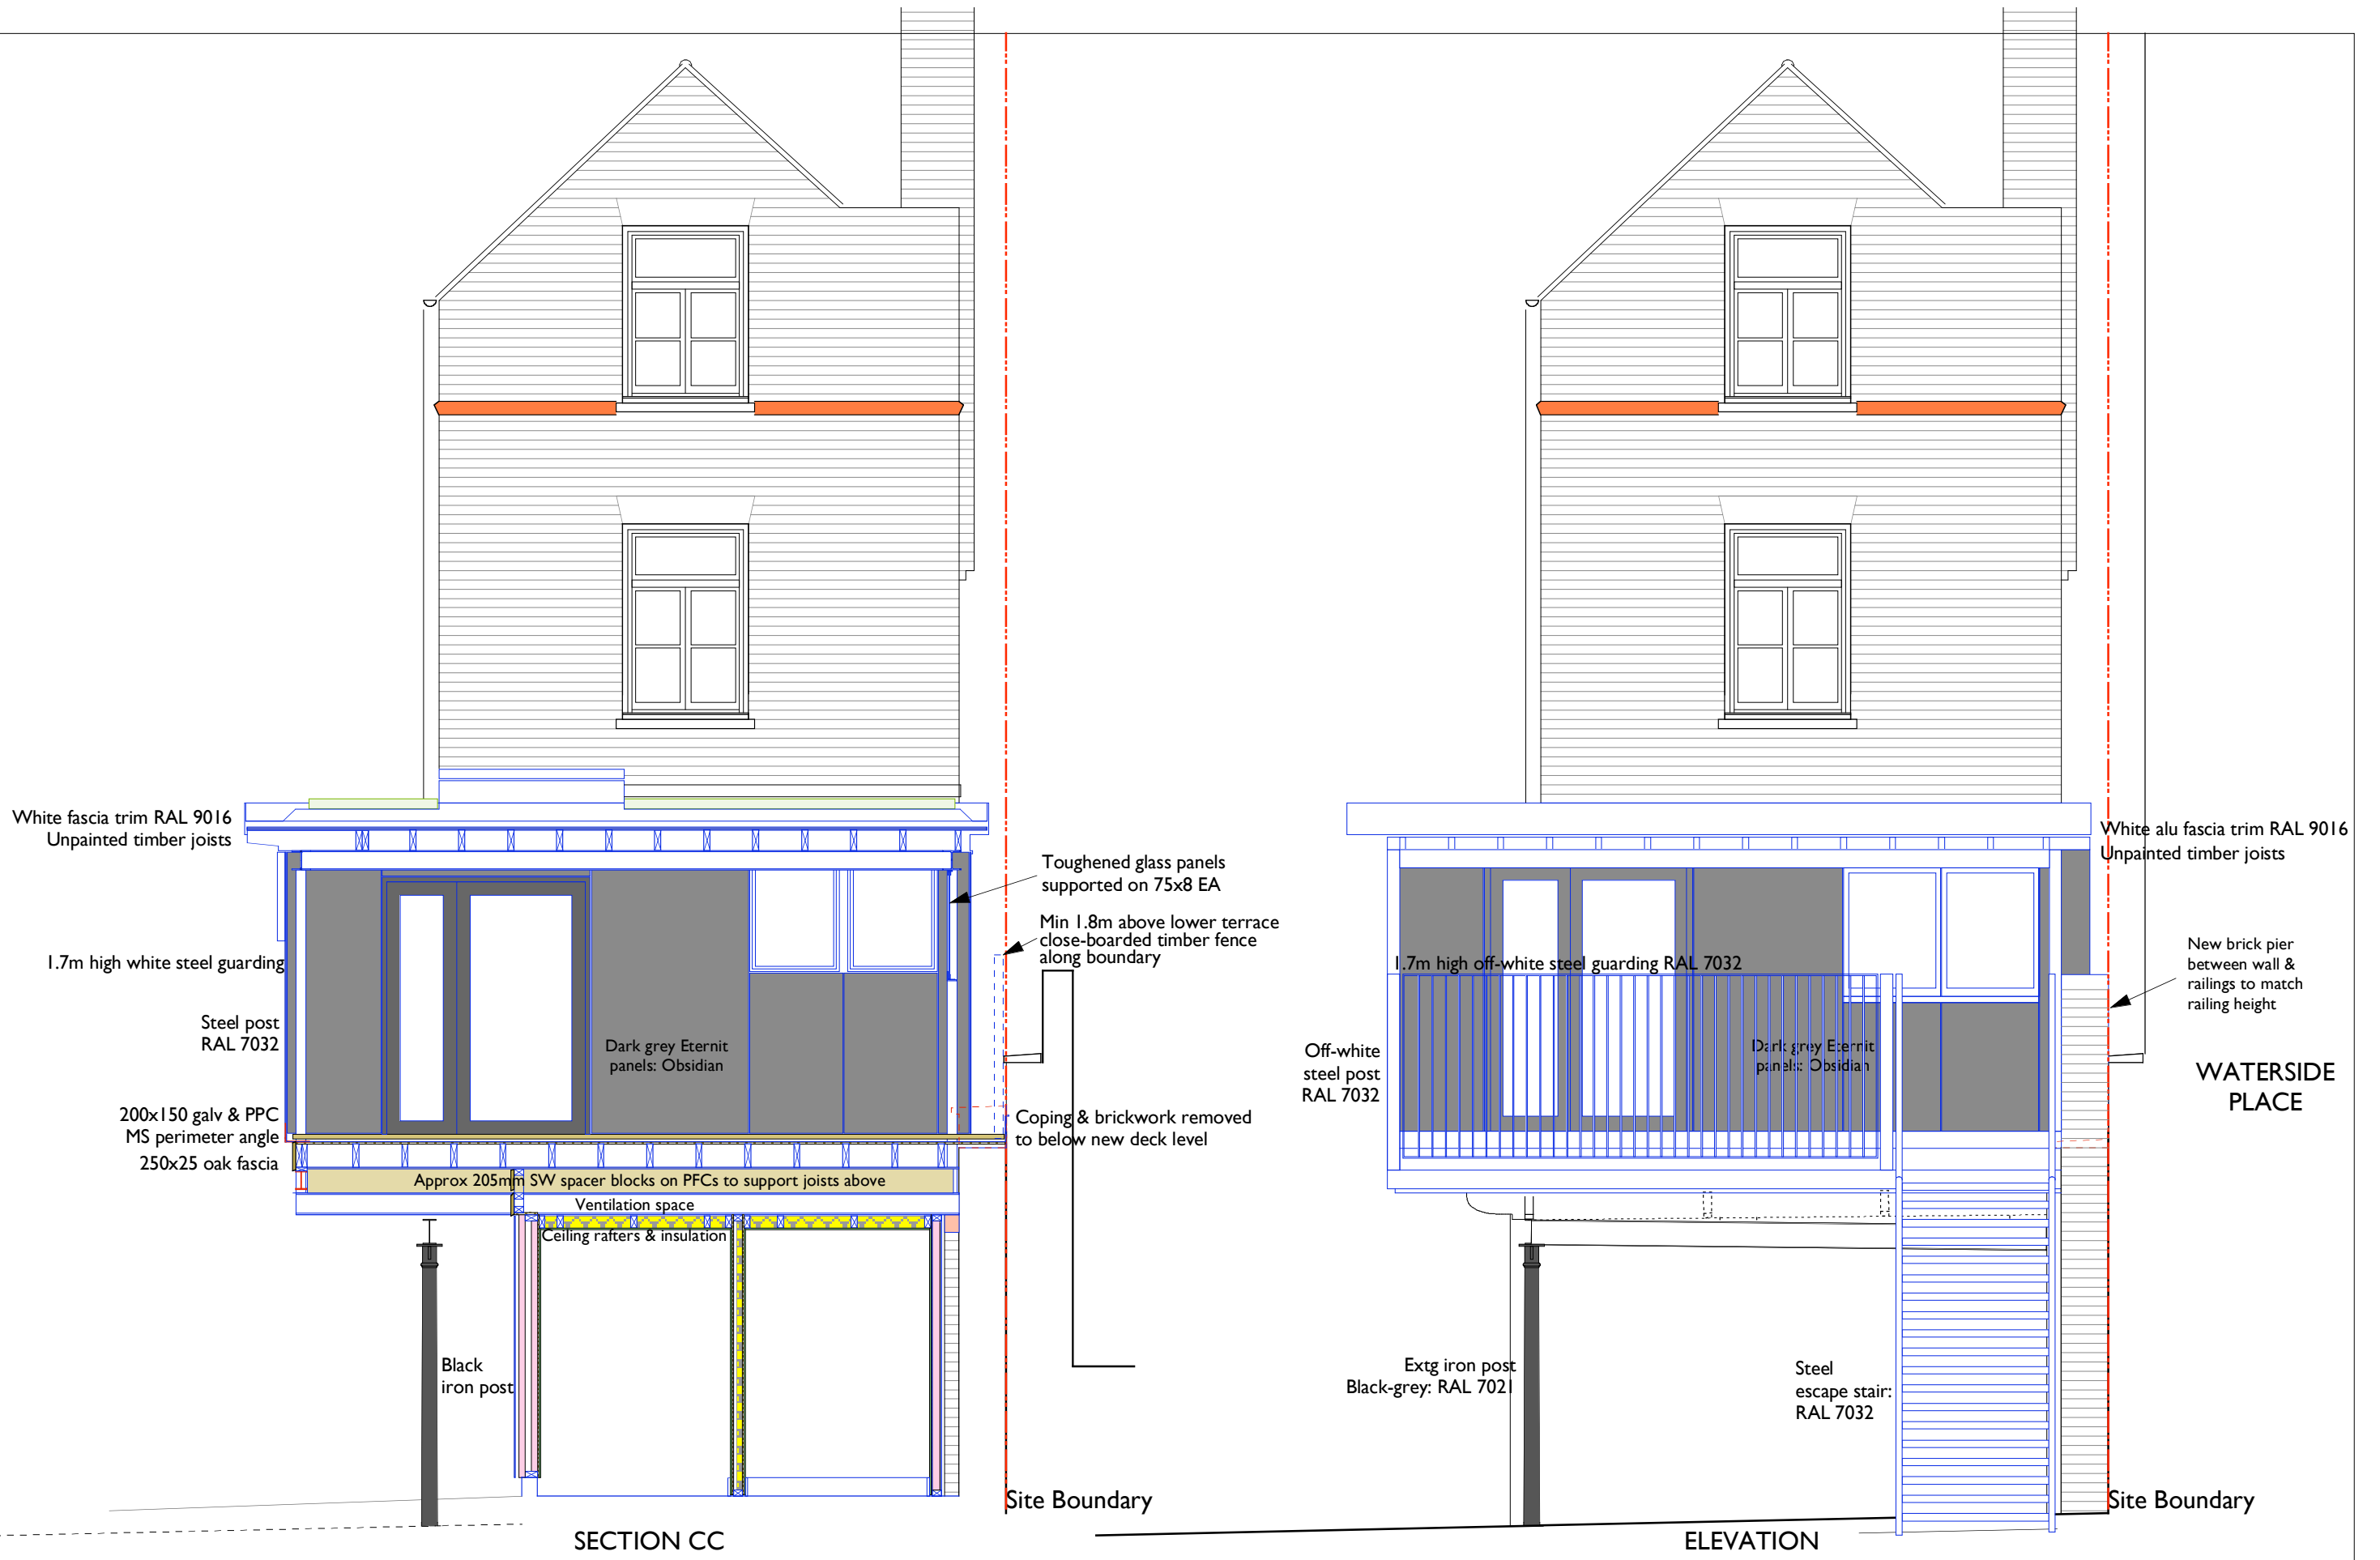 White fascia trim RAL 9016
Unpainted timber joists
1.7m high white steel guarding
Steel post
RAL 7032
200x150 galv & PPC
MS perimeter angle
250x25 oak fascia
Dark grey Eternit
panels: Obsidian
Approx 205mm SW spacer blocks on PFCs to support joists above
Ventilation space
Ceiling rafters & insulation
Black
iron post
Toughened glass panels
supported on 75x8 EA
Min 1.8m above lower terrace
close-boarded timber fence
along boundary
Coping & brickwork removed
to below new deck level
Site Boundary
SECTION CC
White alu fascia trim RAL 9016
Unpainted timber joists
1.7m high off-white steel guarding RAL 7032
New brick pier
between wall &
railings to match
railing height
Off-white
steel post
RAL 7032
Dark grey Eternit
panels: Obsidian
WATERSIDE
PLACE
Extg iron post
Black-grey: RAL 7021
Steel
escape stair:
RAL 7032
Site Boundary
ELEVATION